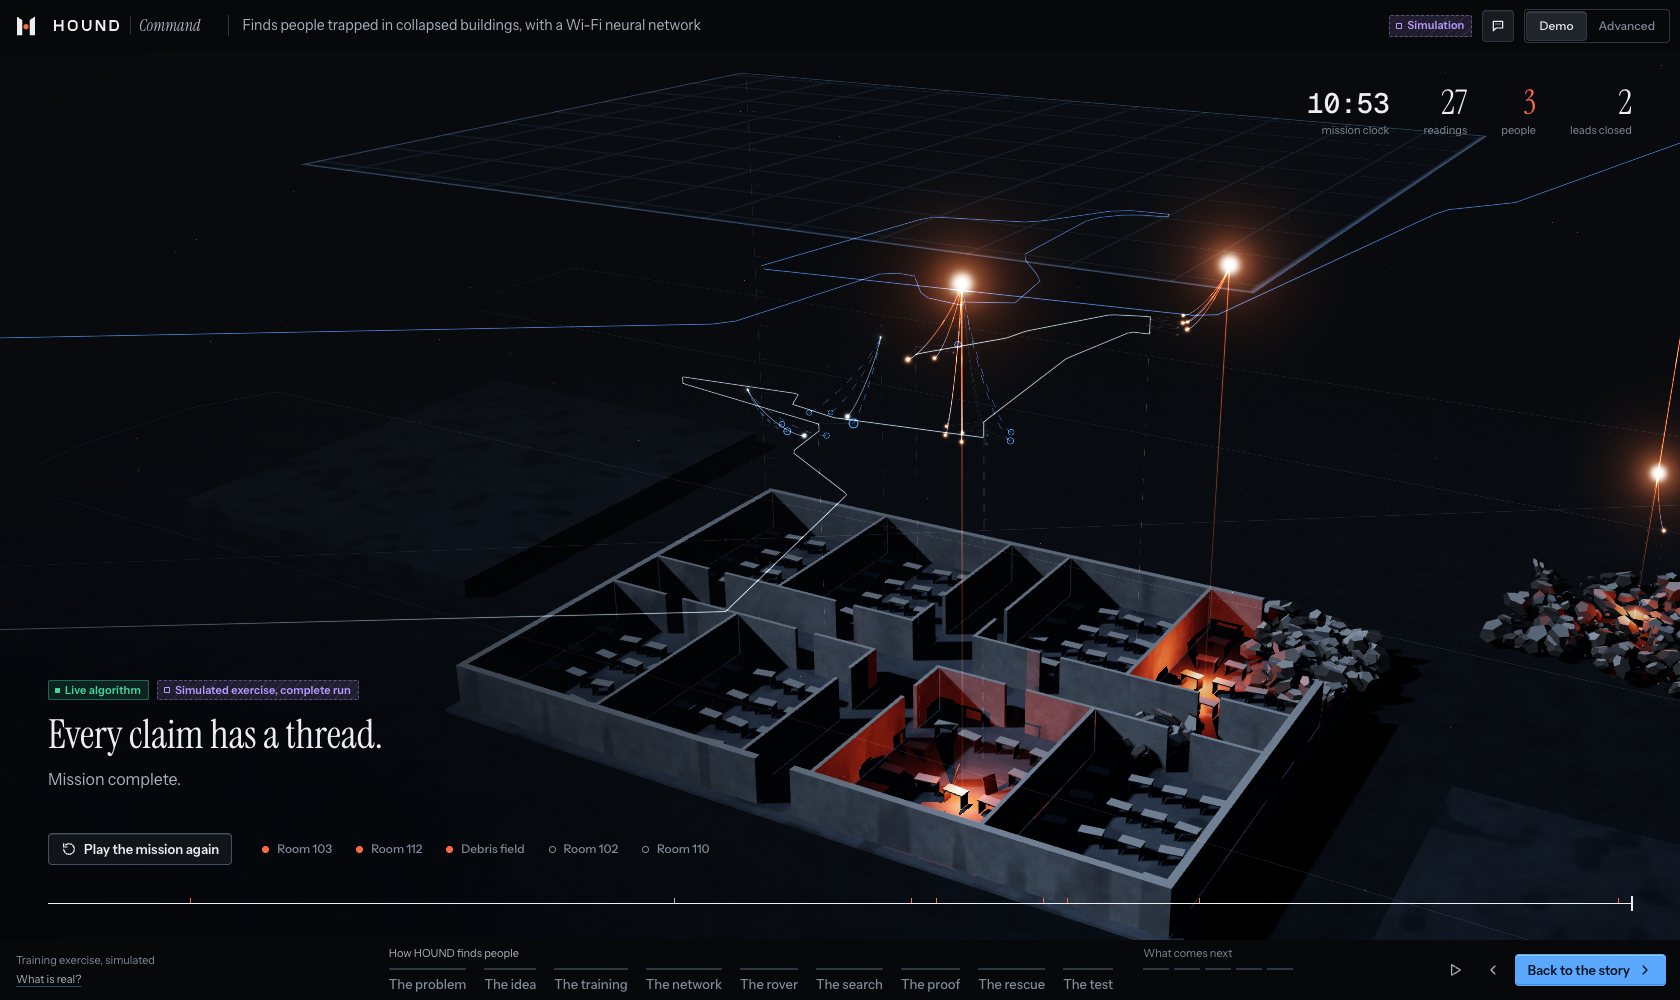 HOUND Command
Finds people trapped in collapsed buildings, with a Wi-Fi neural network
Simulation
Demo
Advanced
10:53
mission clock
27
readings
3
people
2
leads closed
Live algorithm
Simulated exercise, complete run
Every claim has a thread.
Mission complete.
Play the mission again
Room 103
Room 112
Debris field
Room 102
Room 110
Training exercise, simulated
What is real?
How HOUND finds people
The problem
The idea
The training
The network
The rover
The search
The proof
The rescue
The test
What comes next
Back to the story